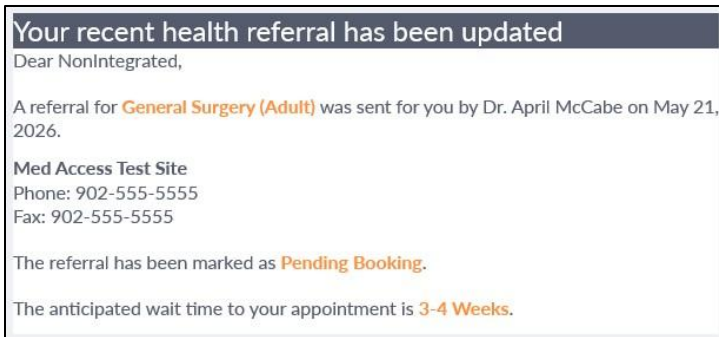 Your recent health referral has been updated
Dear NonIntegrated,
A referral for General Surgery (Adult) was sent for you by Dr. April McCabe on May 21,
2026.
Med Access Test Site
Phone: 902-555-5555
Fax: 902-555-5555
The referral has been marked as Pending Booking.
The anticipated wait time to your appointment is 3-4 Weeks.